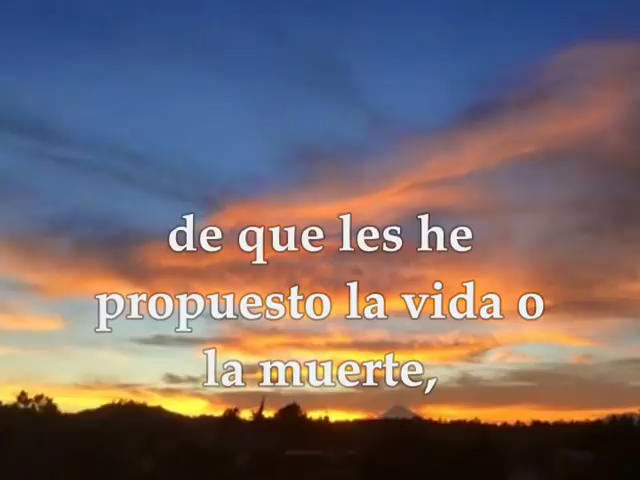 de que les he
propuesto la vida o
la muerte,